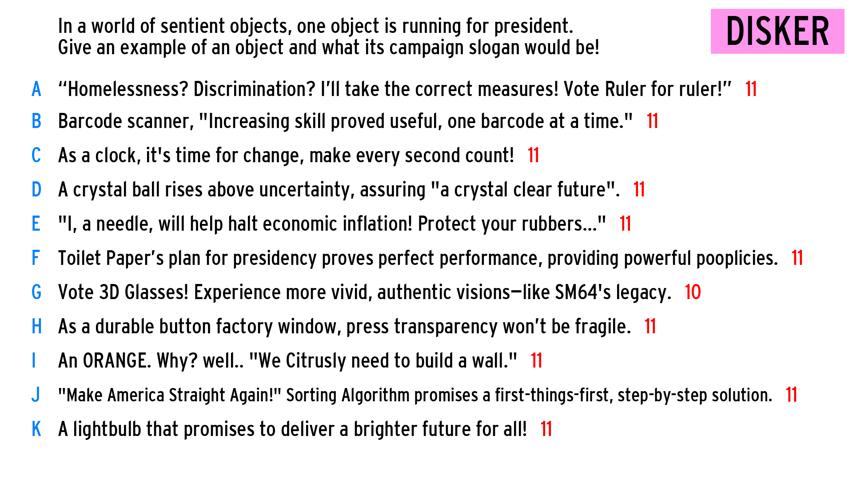 In a world of sentient objects, one object is running for president.
Give an example of an object and what its campaign slogan would be!
DISKER
A “Homelessness? Discrimination? I’ll take the correct measures! Vote Ruler for ruler!” 11
B Barcode scanner, "Increasing skill proved useful, one barcode at a time." 11
C As a clock, it's time for change, make every second count! 11
D A crystal ball rises above uncertainty, assuring "a crystal clear future". 11
E "I, a needle, will help halt economic inflation! Protect your rubbers..." 11
F Toilet Paper’s plan for presidency proves perfect performance, providing powerful pooplicies. 11
G Vote 3D Glasses! Experience more vivid, authentic visions—like SM64's legacy. 10
H As a durable button factory window, press transparency won’t be fragile. 11
I An ORANGE. Why? well.. "We Citrusly need to build a wall." 11
J "Make America Straight Again!" Sorting Algorithm promises a first-things-first, step-by-step solution. 11
K A lightbulb that promises to deliver a brighter future for all! 11